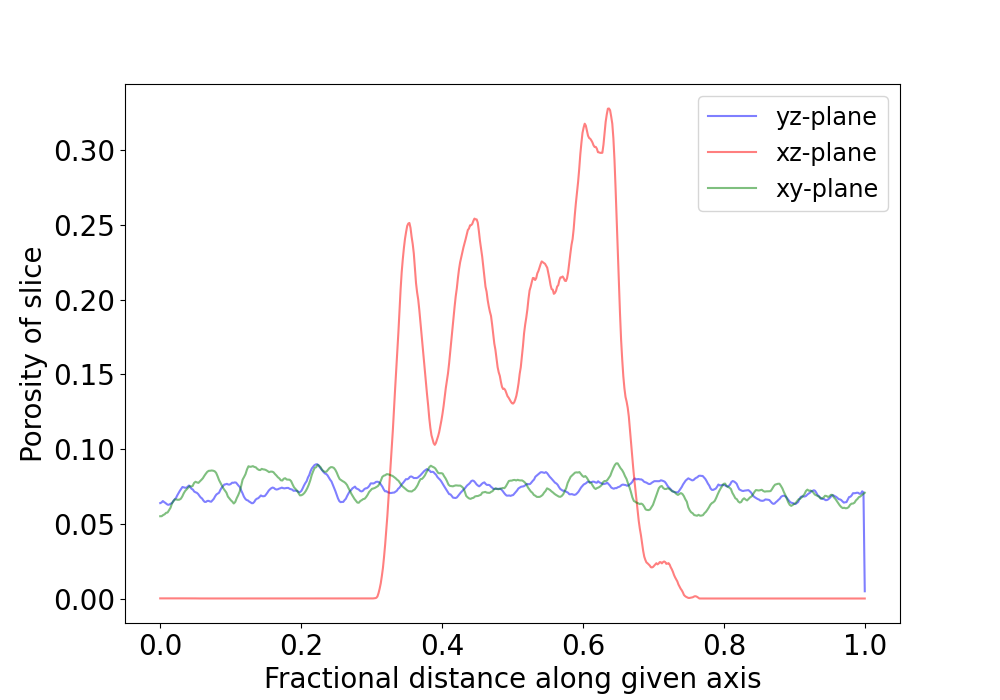 yz-plane
xz-plane
xy-plane
0.30
0.25
0.20
0.15
0.10
0.05
0.00
Porosity of slice
0.0 0.2 0.4 0.6 0.8 1.0
Fractional distance along given axis